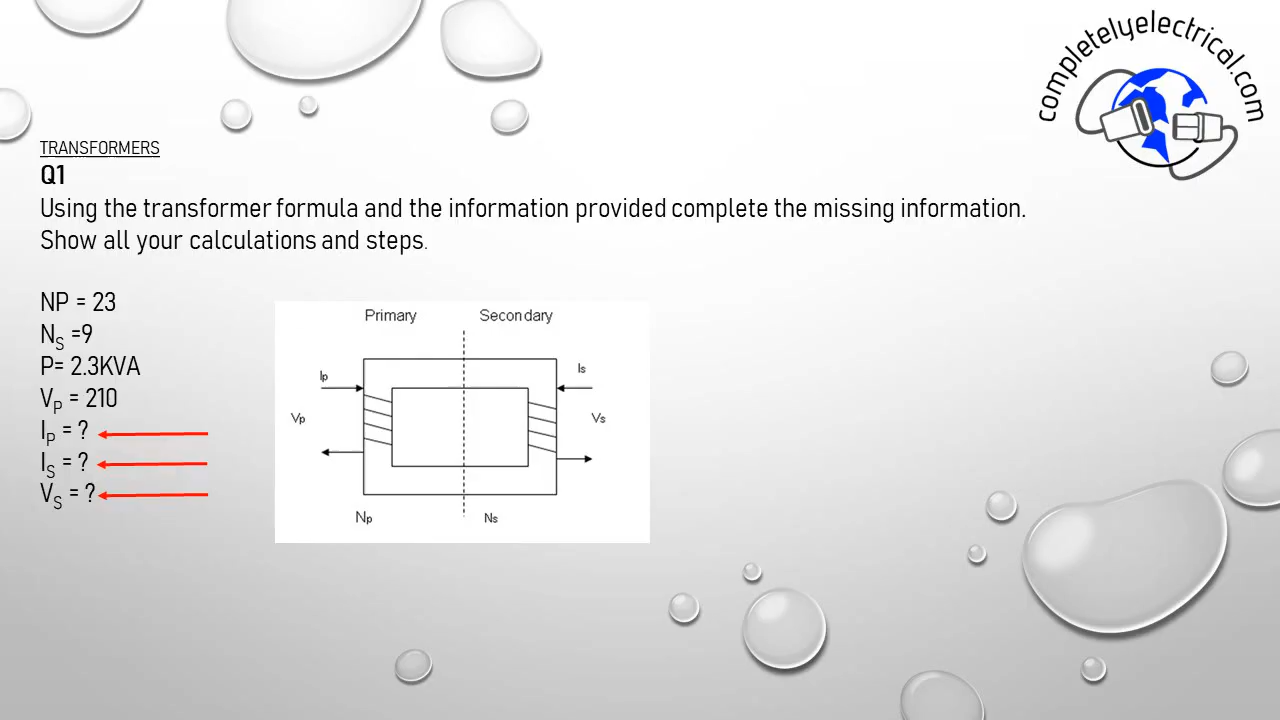 completelyelectrical.com
TRANSFORMERS
Q1
Using the transformer formula and the information provided complete the missing information.
Show all your calculations and steps.
NP = 23
NS =9
P= 2.3KVA
VP = 210
IP = ?
IS = ?
VS = ?
Primary Secondary
Ip Is
Vp Vs
Np Ns